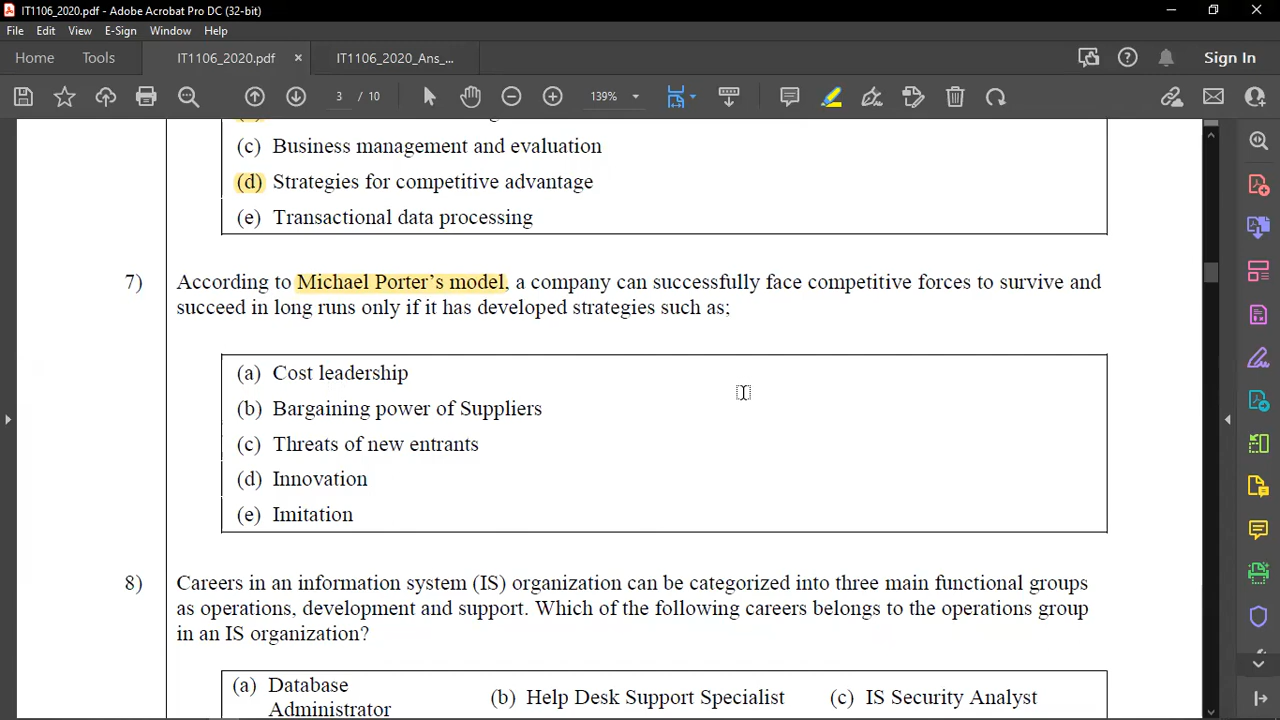 IT1106_2020.pdf - Adobe Acrobat Pro DC (32-bit)
File Edit View E-Sign Window Help
Home Tools IT1106_2020.pdf × IT1106_2020_Ans_... Sign In
3 / 10 139%
(c) Business management and evaluation
(d) Strategies for competitive advantage
(e) Transactional data processing
7) According to Michael Porter’s model, a company can successfully face competitive forces to survive and
succeed in long runs only if it has developed strategies such as;
(a) Cost leadership
(b) Bargaining power of Suppliers
(c) Threats of new entrants
(d) Innovation
(e) Imitation
8) Careers in an information system (IS) organization can be categorized into three main functional groups
as operations, development and support. Which of the following careers belongs to the operations group
in an IS organization?
(a) Database
Administrator
(b) Help Desk Support Specialist (c) IS Security Analyst